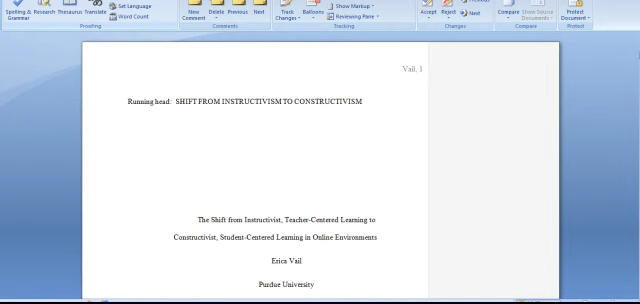 Spelling & Research Thesaurus Translate Set Language
Grammar Word Count
Proofing
New Delete Previous Next
Comment
Comments
Track Balloons Show Markup
Changes Reviewing Pane
Tracking
Accept Reject Next
Changes
Compare Show Source
Documents
Compare
Protect
Document
Protect
Vail, 1
Running head: SHIFT FROM INSTRUCTIVISM TO CONSTRUCTIVISM
The Shift from Instructivist, Teacher-Centered Learning to
Constructivist, Student-Centered Learning in Online Environments
Erica Vail
Purdue University